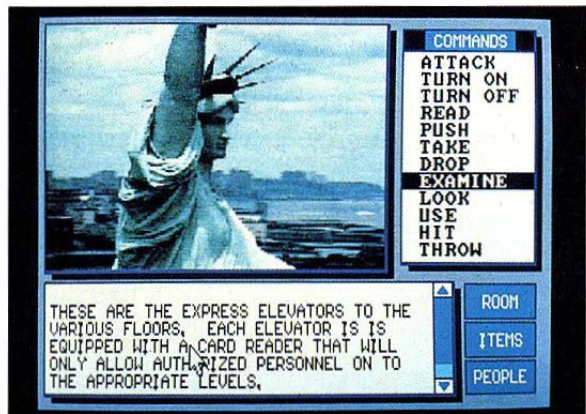 COMMANDS
ATTACK
TURN ON
TURN OFF
READ
PUSH
TAKE
DROP
EXAMINE
LOOK
USE
HIT
THROW
THESE ARE THE EXPRESS ELEVATORS TO THE
VARIOUS FLOORS. EACH ELEVATOR IS IS
EQUIPPED WITH A CARD READER THAT WILL
ONLY ALLOW AUTHORIZED PERSONNEL ON TO
THE APPROPRIATE LEVELS.
ROOM
ITEMS
PEOPLE